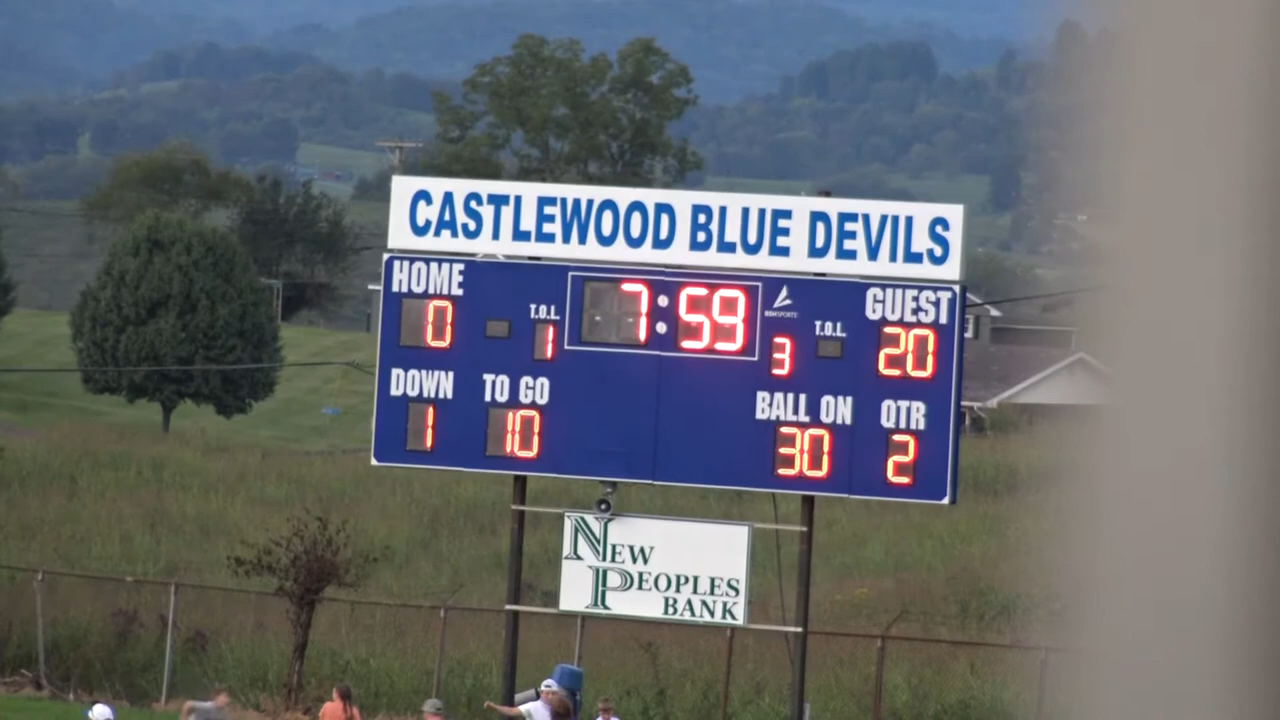 CASTLEWOOD BLUE DEVILS
HOME
GUEST
T.O.L.
T.O.L.
0
1
7:59
3
20
DOWN
TO GO
BALL ON
QTR
1
10
30
2
NEW
PEOPLES
BANK